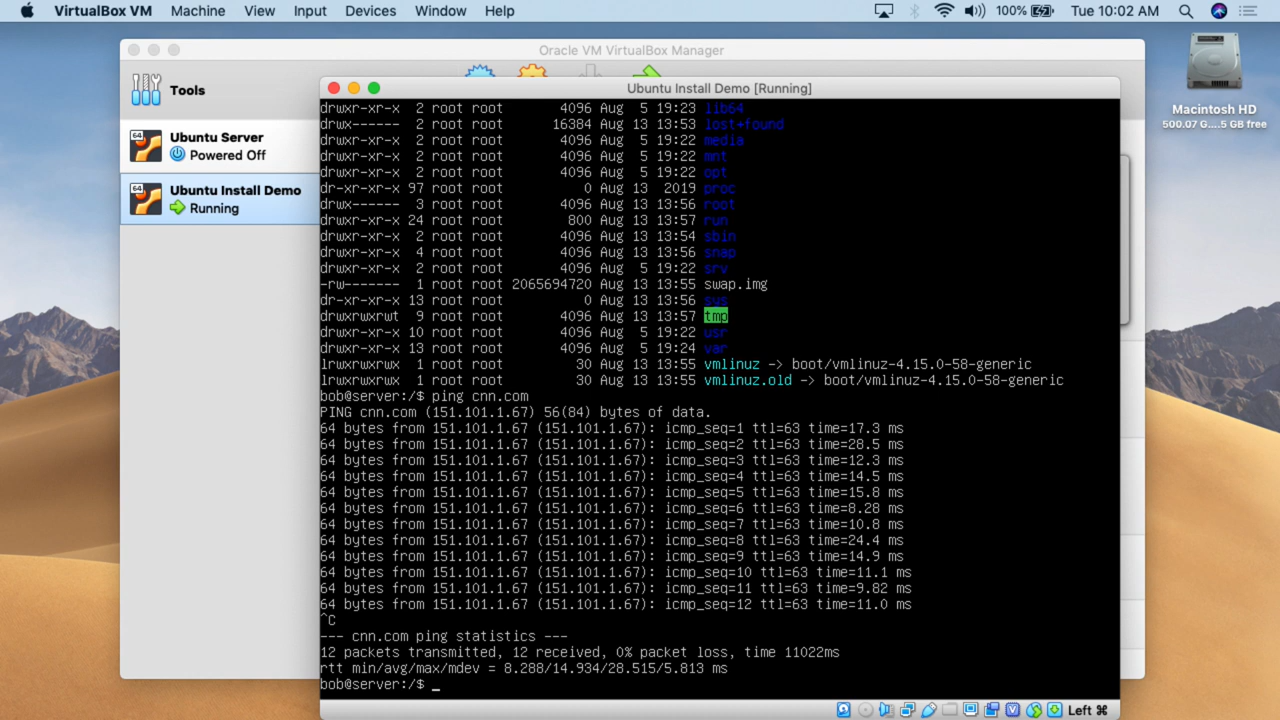 VirtualBox VM Machine View Input Devices Window Help 100% Tue 10:02 AM
Oracle VM VirtualBox Manager
Macintosh HD
500.07 G....5 GB free
Tools
64
Ubuntu Server
Powered Off
64
Ubuntu Install Demo
Running
Ubuntu Install Demo [Running]
drwxr-xr-x 2 root root 4096 Aug 5 19:23 lib64
drwx------ 2 root root 16384 Aug 13 13:53 lost+found
drwxr-xr-x 2 root root 4096 Aug 5 19:22 media
drwxr-xr-x 2 root root 4096 Aug 5 19:22 mnt
drwxr-xr-x 2 root root 4096 Aug 5 19:22 opt
dr-xr-xr-x 97 root root 0 Aug 13 2019 proc
drwx------ 3 root root 4096 Aug 13 13:56 root
drwxr-xr-x 24 root root 800 Aug 13 13:57 run
drwxr-xr-x 2 root root 4096 Aug 13 13:54 sbin
drwxr-xr-x 4 root root 4096 Aug 13 13:56 snap
drwxr-xr-x 2 root root 4096 Aug 5 19:22 srv
-rw------- 1 root root 2065694720 Aug 13 13:55 swap.img
dr-xr-xr-x 13 root root 0 Aug 13 13:56 sys
drwxrwxrwt 9 root root 4096 Aug 13 13:57 tmp
drwxr-xr-x 10 root root 4096 Aug 5 19:22 usr
drwxr-xr-x 13 root root 4096 Aug 5 19:24 var
lrwxrwxrwx 1 root root 30 Aug 13 13:55 vmlinuz -> boot/vmlinuz-4.15.0-58-generic
lrwxrwxrwx 1 root root 30 Aug 13 13:55 vmlinuz.old -> boot/vmlinuz-4.15.0-58-generic
bob@server:/$ ping cnn.com
PING cnn.com (151.101.1.67) 56(84) bytes of data.
64 bytes from 151.101.1.67 (151.101.1.67): icmp_seq=1 ttl=63 time=17.3 ms
64 bytes from 151.101.1.67 (151.101.1.67): icmp_seq=2 ttl=63 time=28.5 ms
64 bytes from 151.101.1.67 (151.101.1.67): icmp_seq=3 ttl=63 time=12.3 ms
64 bytes from 151.101.1.67 (151.101.1.67): icmp_seq=4 ttl=63 time=14.5 ms
64 bytes from 151.101.1.67 (151.101.1.67): icmp_seq=5 ttl=63 time=15.8 ms
64 bytes from 151.101.1.67 (151.101.1.67): icmp_seq=6 ttl=63 time=8.28 ms
64 bytes from 151.101.1.67 (151.101.1.67): icmp_seq=7 ttl=63 time=10.8 ms
64 bytes from 151.101.1.67 (151.101.1.67): icmp_seq=8 ttl=63 time=24.4 ms
64 bytes from 151.101.1.67 (151.101.1.67): icmp_seq=9 ttl=63 time=14.9 ms
64 bytes from 151.101.1.67 (151.101.1.67): icmp_seq=10 ttl=63 time=11.1 ms
64 bytes from 151.101.1.67 (151.101.1.67): icmp_seq=11 ttl=63 time=9.82 ms
64 bytes from 151.101.1.67 (151.101.1.67): icmp_seq=12 ttl=63 time=11.0 ms
^C
--- cnn.com ping statistics ---
12 packets transmitted, 12 received, 0% packet loss, time 11022ms
rtt min/avg/max/mdev = 8.288/14.934/28.515/5.813 ms
bob@server:/$ _
Left ⌘